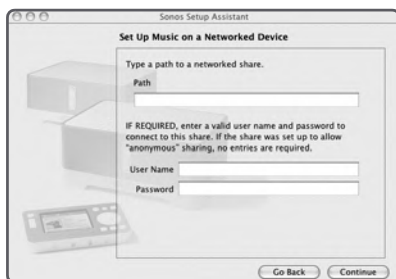 Sonos Setup Assistant
Set Up Music on a Networked Device
Type a path to a networked share.
Path
IF REQUIRED, enter a valid user name and password to
connect to this share. If the share was set up to allow
"anonymous" sharing, no entries are required.
User Name
Password
Go Back
Continue